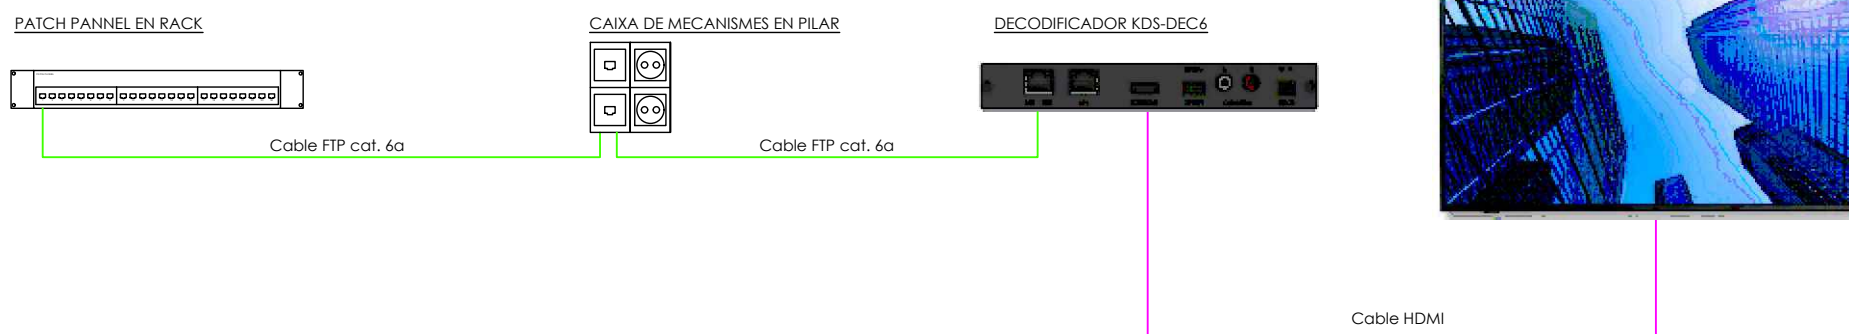 PATCH PANNEL EN RACK
CAIXA DE MECANISMES EN PILAR
DECODIFICADOR KDS-DEC6
Cable FTP cat. 6a
Cable FTP cat. 6a
Cable HDMI